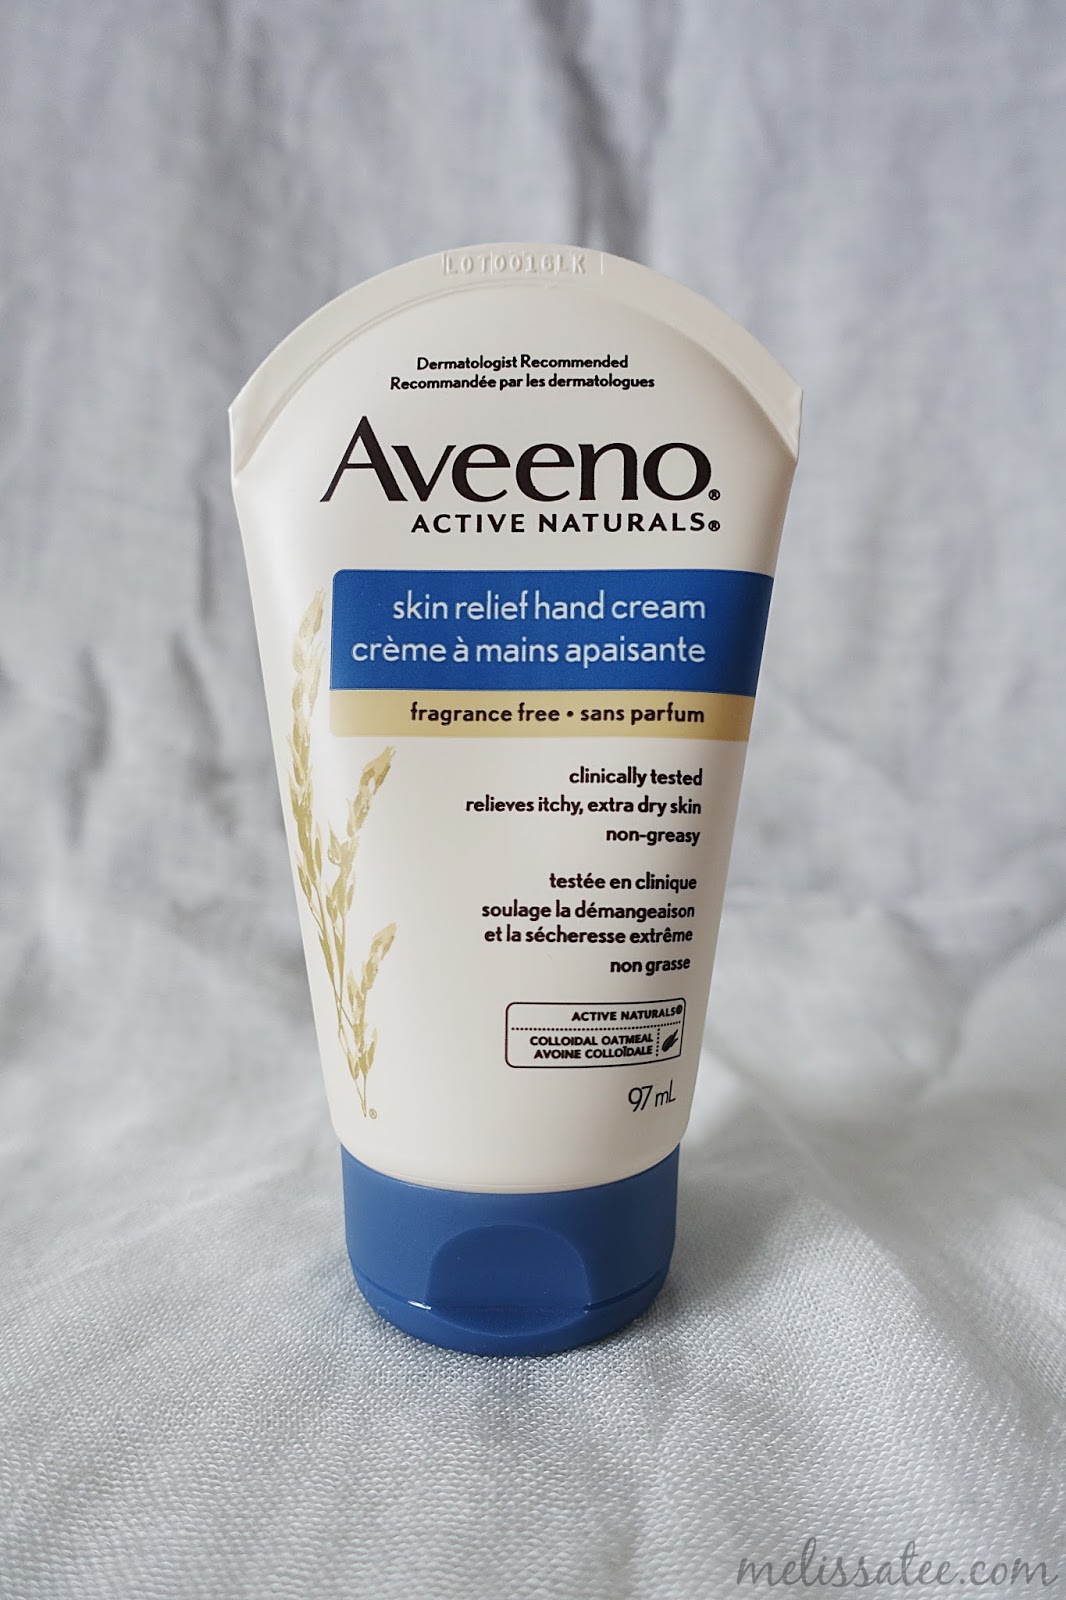 LOT0016LK
Dermatologist Recommended
Recommandée par les dermatologues
Aveeno®
ACTIVE NATURALS®
skin relief hand cream
crème à mains apaisante
fragrance free • sans parfum
clinically tested
relieves itchy, extra dry skin
non-greasy
testée en clinique
soulage la démangeaison
et la sécheresse extrême
non grasse
ACTIVE NATURALS®
COLLOIDAL OATMEAL
AVOINE COLLOÏDALE
97 mL
®
melissatee.com